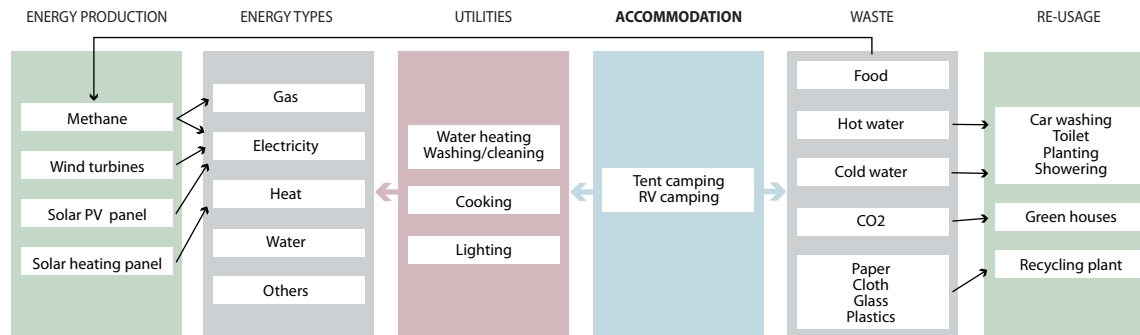 ENERGY PRODUCTION
ENERGY TYPES
UTILITIES
ACCOMMODATION
WASTE
RE-USAGE
Methane
Wind turbines
Solar PV panel
Solar heating panel
Gas
Electricity
Heat
Water
Others
Water heating
Washing/cleaning
Cooking
Lighting
Tent camping
RV camping
Food
Hot water
Cold water
CO2
Paper
Cloth
Glass
Plastics
Car washing
Toilet
Planting
Showering
Green houses
Recycling plant